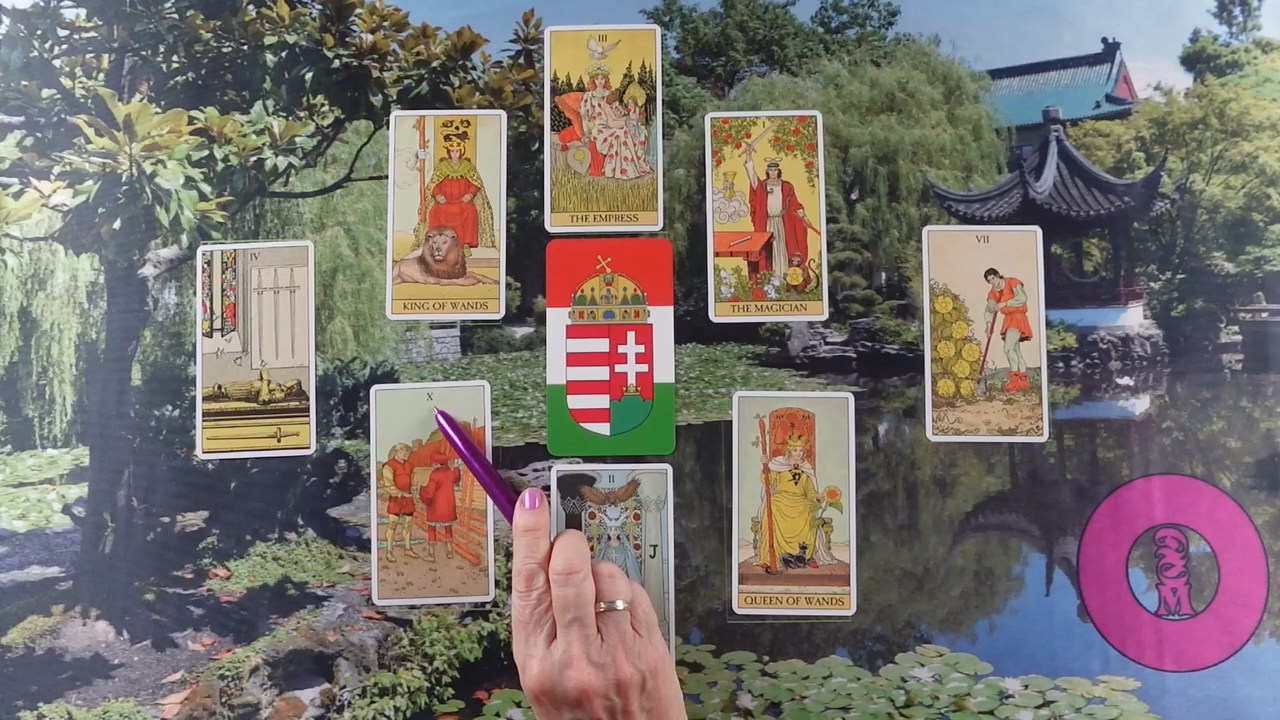 III
THE EMPRESS
KING OF WANDS
I
THE MAGICIAN
IV
VII
X
II
J
QUEEN OF WANDS